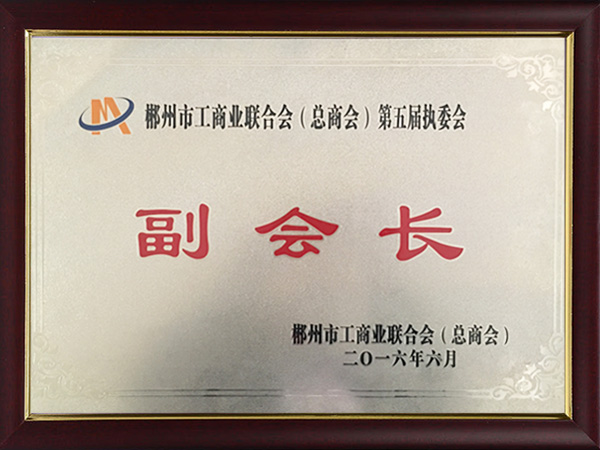 郴州市工商业联合会（总商会）第五届执委会
副会长
郴州市工商业联合会（总商会）
二〇一六年六月